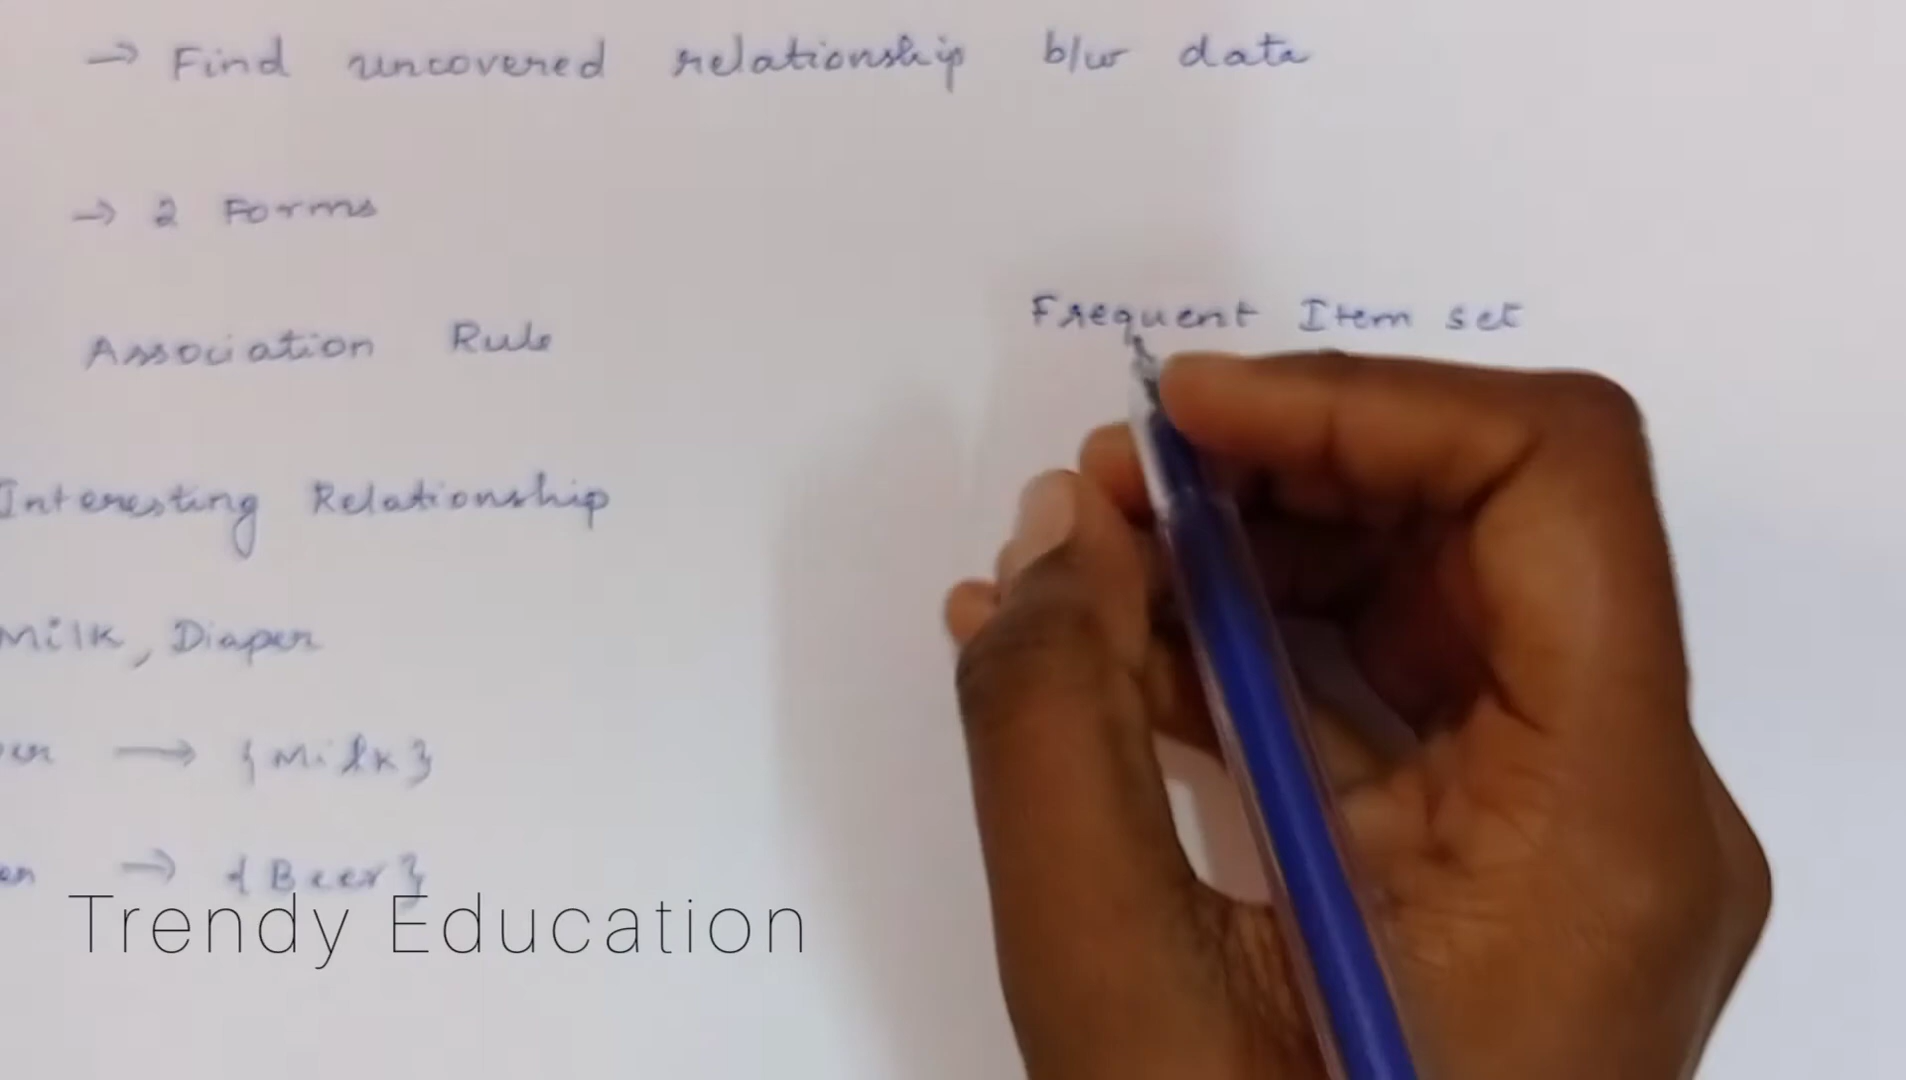 → Find uncovered relationship b/w data
→ 2 Forms
Frequent Item set
Association Rule
Interesting Relationship
Milk, Diaper
→ {Milk}
→ {Beer}
Trendy Education